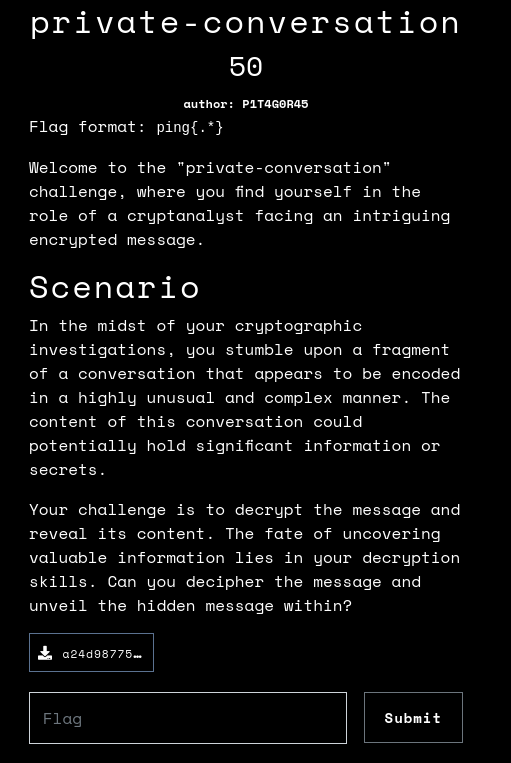 private-conversation
50
author: P1T4G0R45
Flag format: ping{.*}
Welcome to the "private-conversation"
challenge, where you find yourself in the
role of a cryptanalyst facing an intriguing
encrypted message.
Scenario
In the midst of your cryptographic
investigations, you stumble upon a fragment
of a conversation that appears to be encoded
in a highly unusual and complex manner. The
content of this conversation could
potentially hold significant information or
secrets.
Your challenge is to decrypt the message and
reveal its content. The fate of uncovering
valuable information lies in your decryption
skills. Can you decipher the message and
unveil the hidden message within?
a24d98775…
Flag
Submit